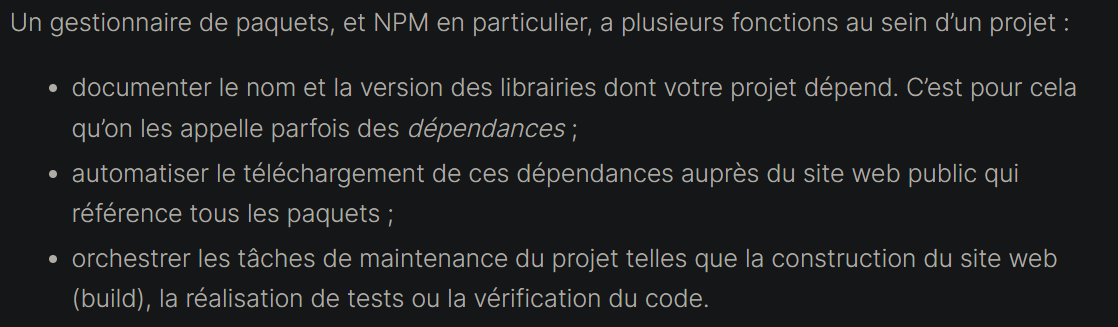 Un gestionnaire de paquets, et NPM en particulier, a plusieurs fonctions au sein d’un projet :
• documenter le nom et la version des librairies dont votre projet dépend. C’est pour cela
qu’on les appelle parfois des dépendances ;
• automatiser le téléchargement de ces dépendances auprès du site web public qui
référence tous les paquets ;
• orchestrer les tâches de maintenance du projet telles que la construction du site web
(build), la réalisation de tests ou la vérification du code.